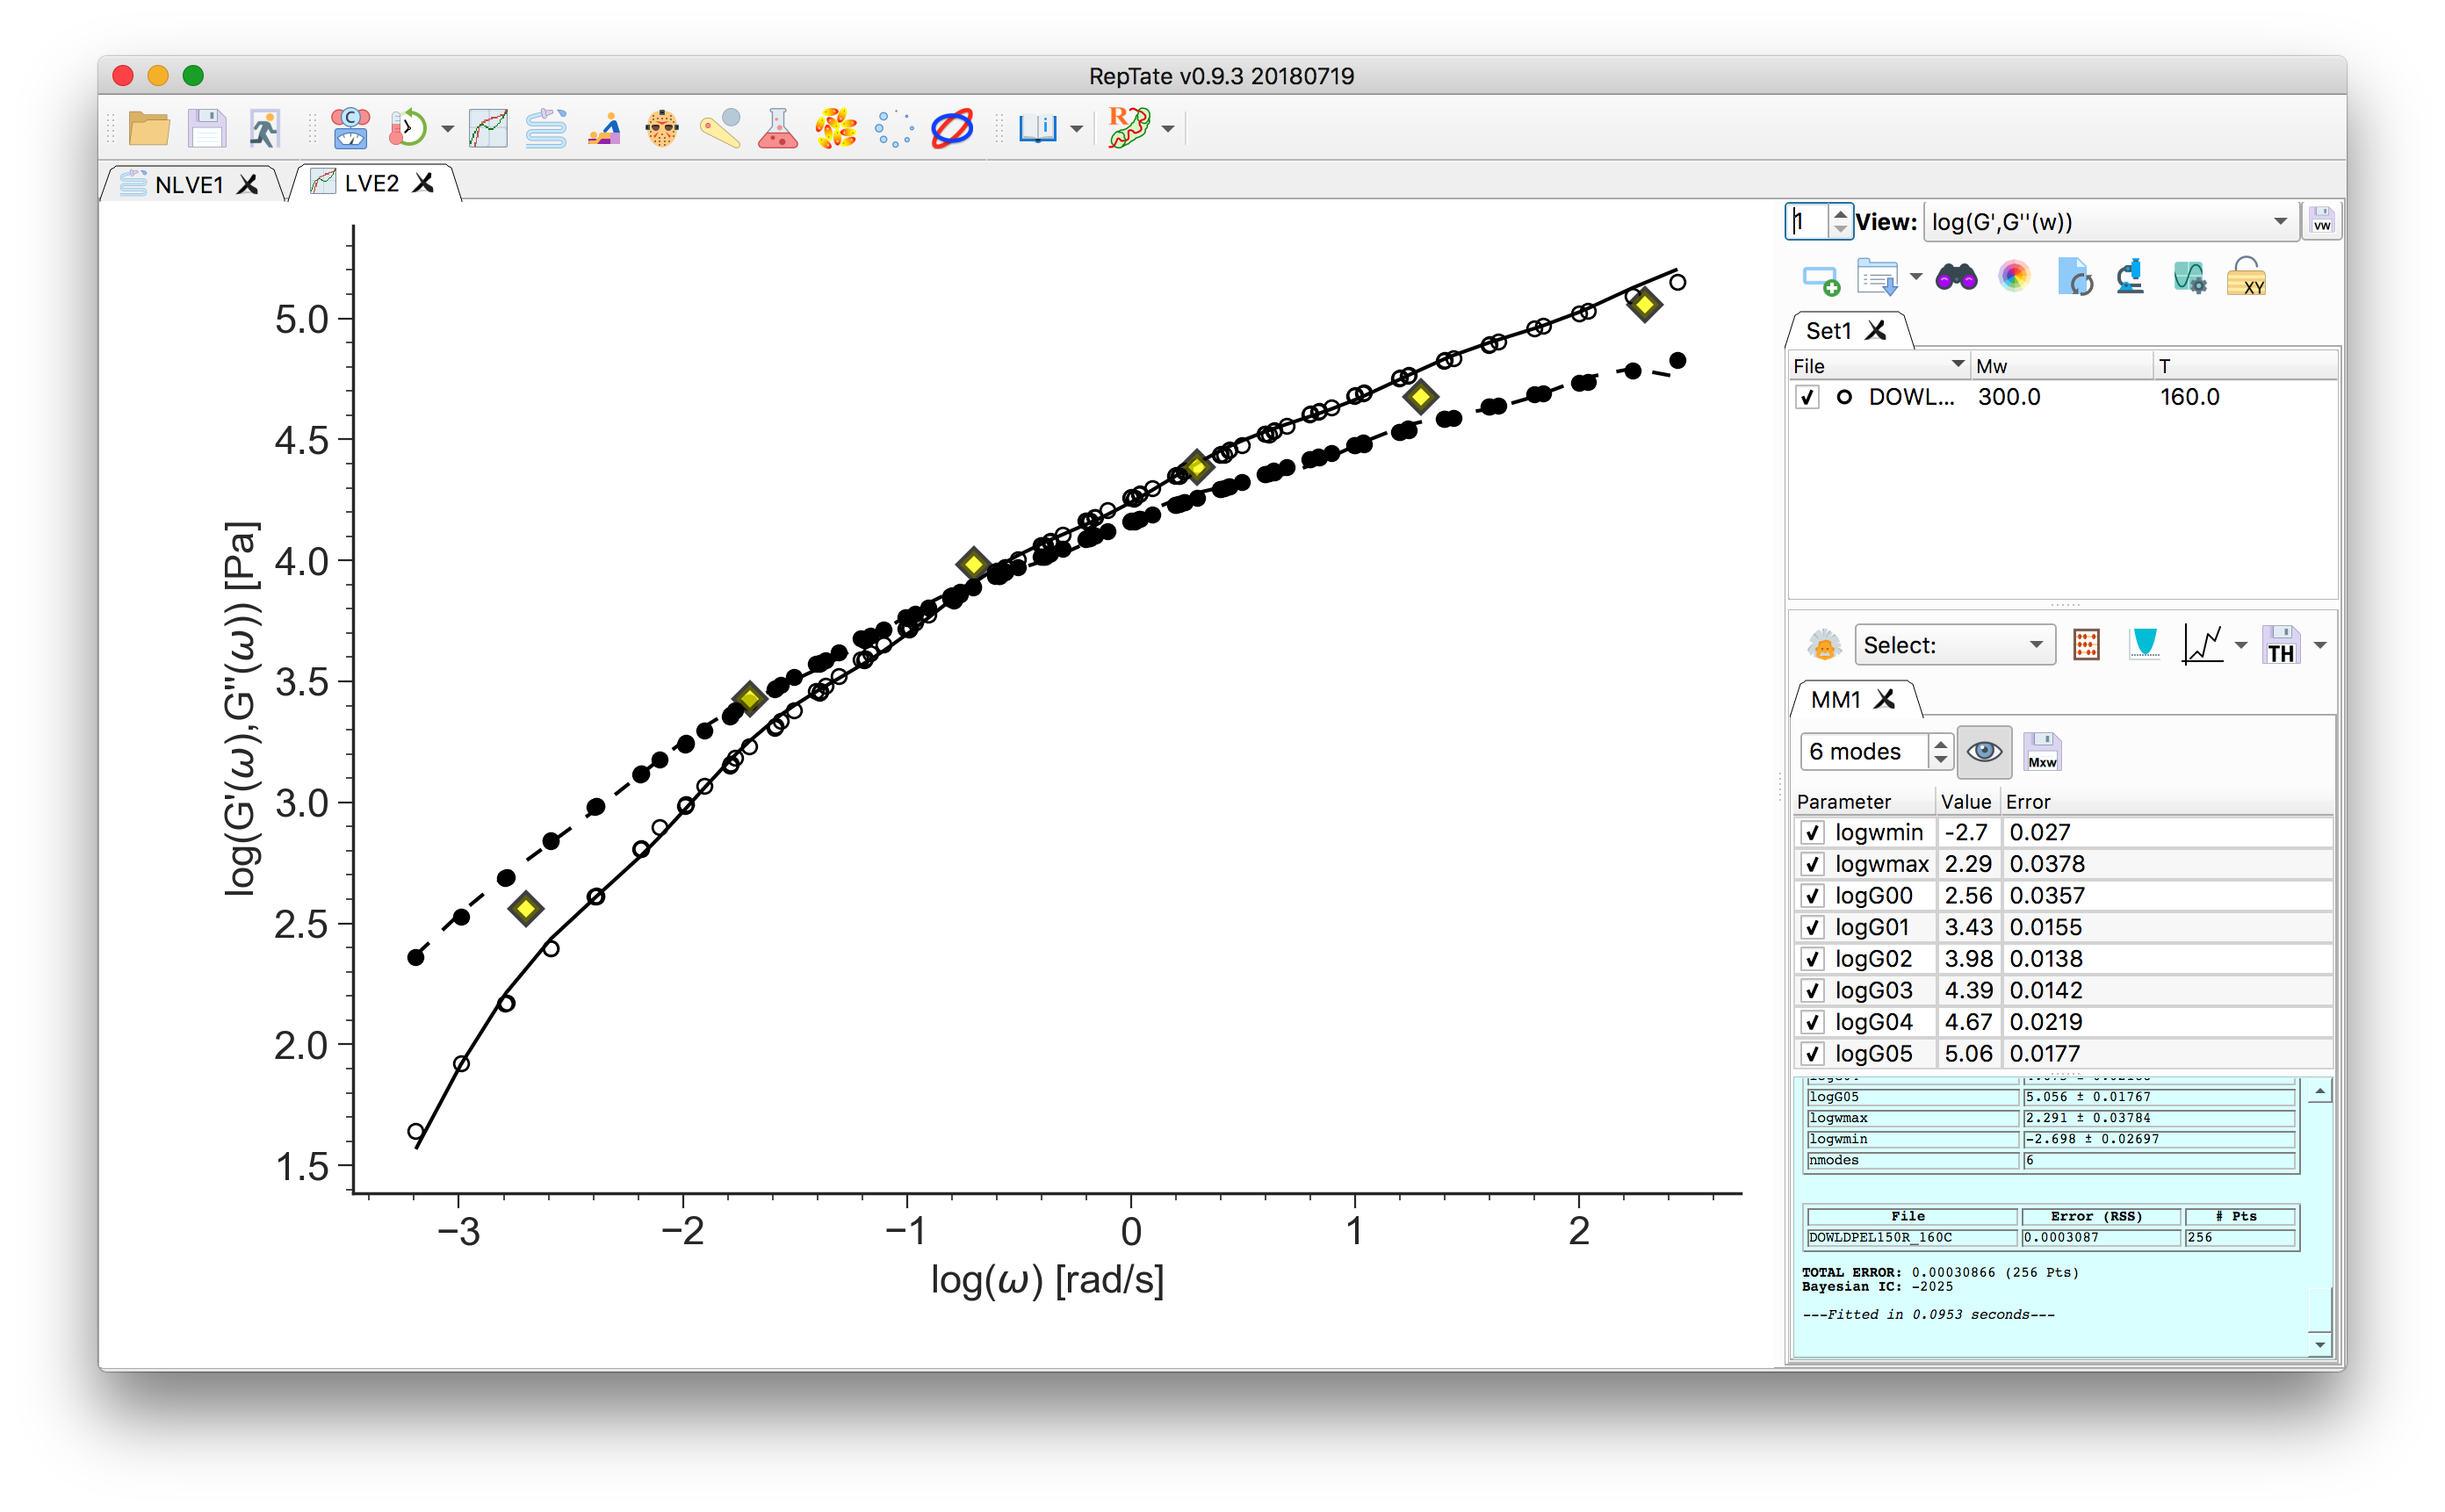 RepTate v0.9.3 20180719
C
i
R
NLVE1
LVE2
1 View: log(G',G''(w))
VW
XY
Set1
File Mw T
DOWL... 300.0 160.0
Select:
TH
MM1
6 modes
Mxw
Parameter Value Error
logwmin -2.7 0.027
logwmax 2.29 0.0378
logG00 2.56 0.0357
logG01 3.43 0.0155
logG02 3.98 0.0138
logG03 4.39 0.0142
logG04 4.67 0.0219
logG05 5.06 0.0177
logG05 5.056 ± 0.01767
logwmax 2.291 ± 0.03784
logwmin -2.698 ± 0.02697
nmodes 6
File Error (RSS) # Pts
DOWLDPEL150R_160C 0.0003087 256
TOTAL ERROR: 0.00030866 (256 Pts)
Bayesian IC: -2025
---Fitted in 0.0953 seconds---
log(G'(ω),G''(ω)) [Pa]
5.0
4.5
4.0
3.5
3.0
2.5
2.0
1.5
−3 −2 −1 0 1 2
log(ω) [rad/s]